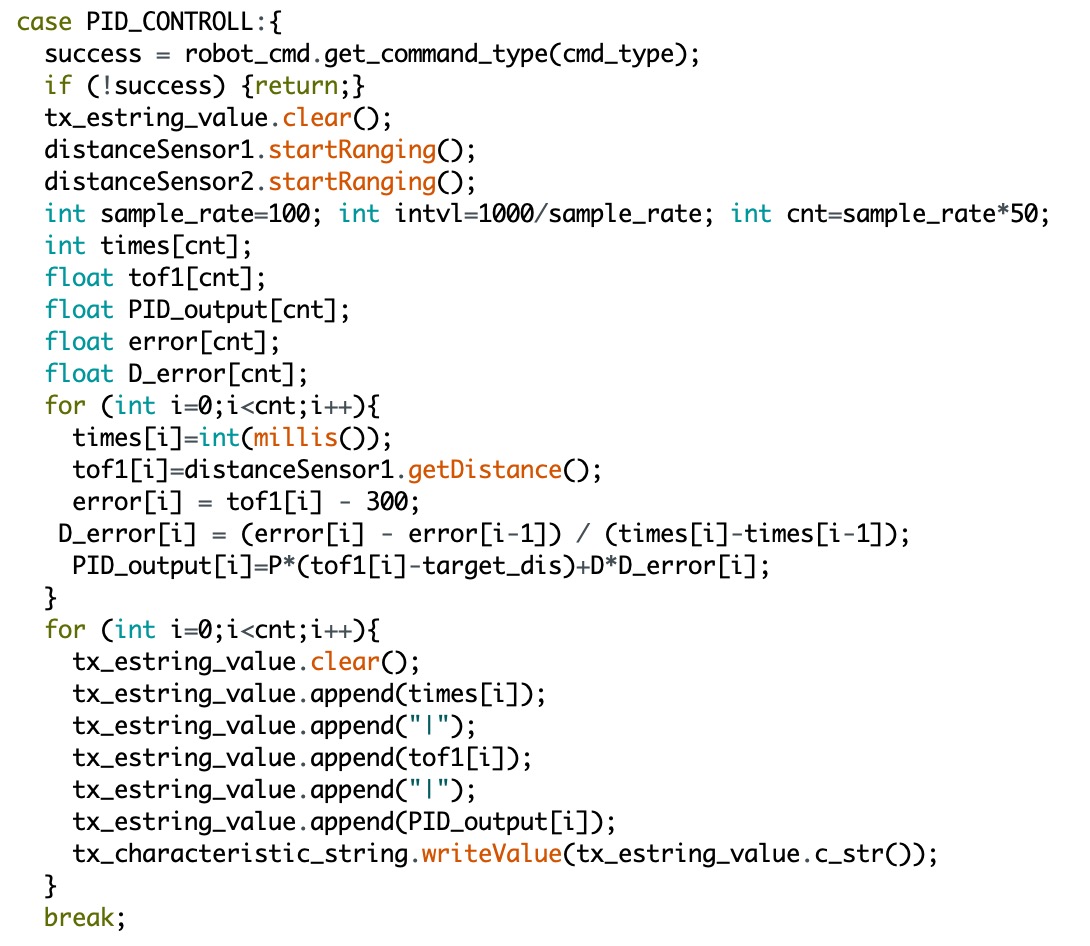 case PID_CONTROLL:{
success = robot_cmd.get_command_type(cmd_type);
if (!success) {return;}
tx_estring_value.clear();
distanceSensor1.startRanging();
distanceSensor2.startRanging();
int sample_rate=100; int intvl=1000/sample_rate; int cnt=sample_rate*50;
int times[cnt];
float tof1[cnt];
float PID_output[cnt];
float error[cnt];
float D_error[cnt];
for (int i=0;i<cnt;i++){
times[i]=int(millis());
tof1[i]=distanceSensor1.getDistance();
error[i] = tof1[i] - 300;
D_error[i] = (error[i] - error[i-1]) / (times[i]-times[i-1]);
PID_output[i]=P*(tof1[i]-target_dis)+D*D_error[i];
}
for (int i=0;i<cnt;i++){
tx_estring_value.clear();
tx_estring_value.append(times[i]);
tx_estring_value.append("|");
tx_estring_value.append(tof1[i]);
tx_estring_value.append("|");
tx_estring_value.append(PID_output[i]);
tx_characteristic_string.writeValue(tx_estring_value.c_str());
}
break;